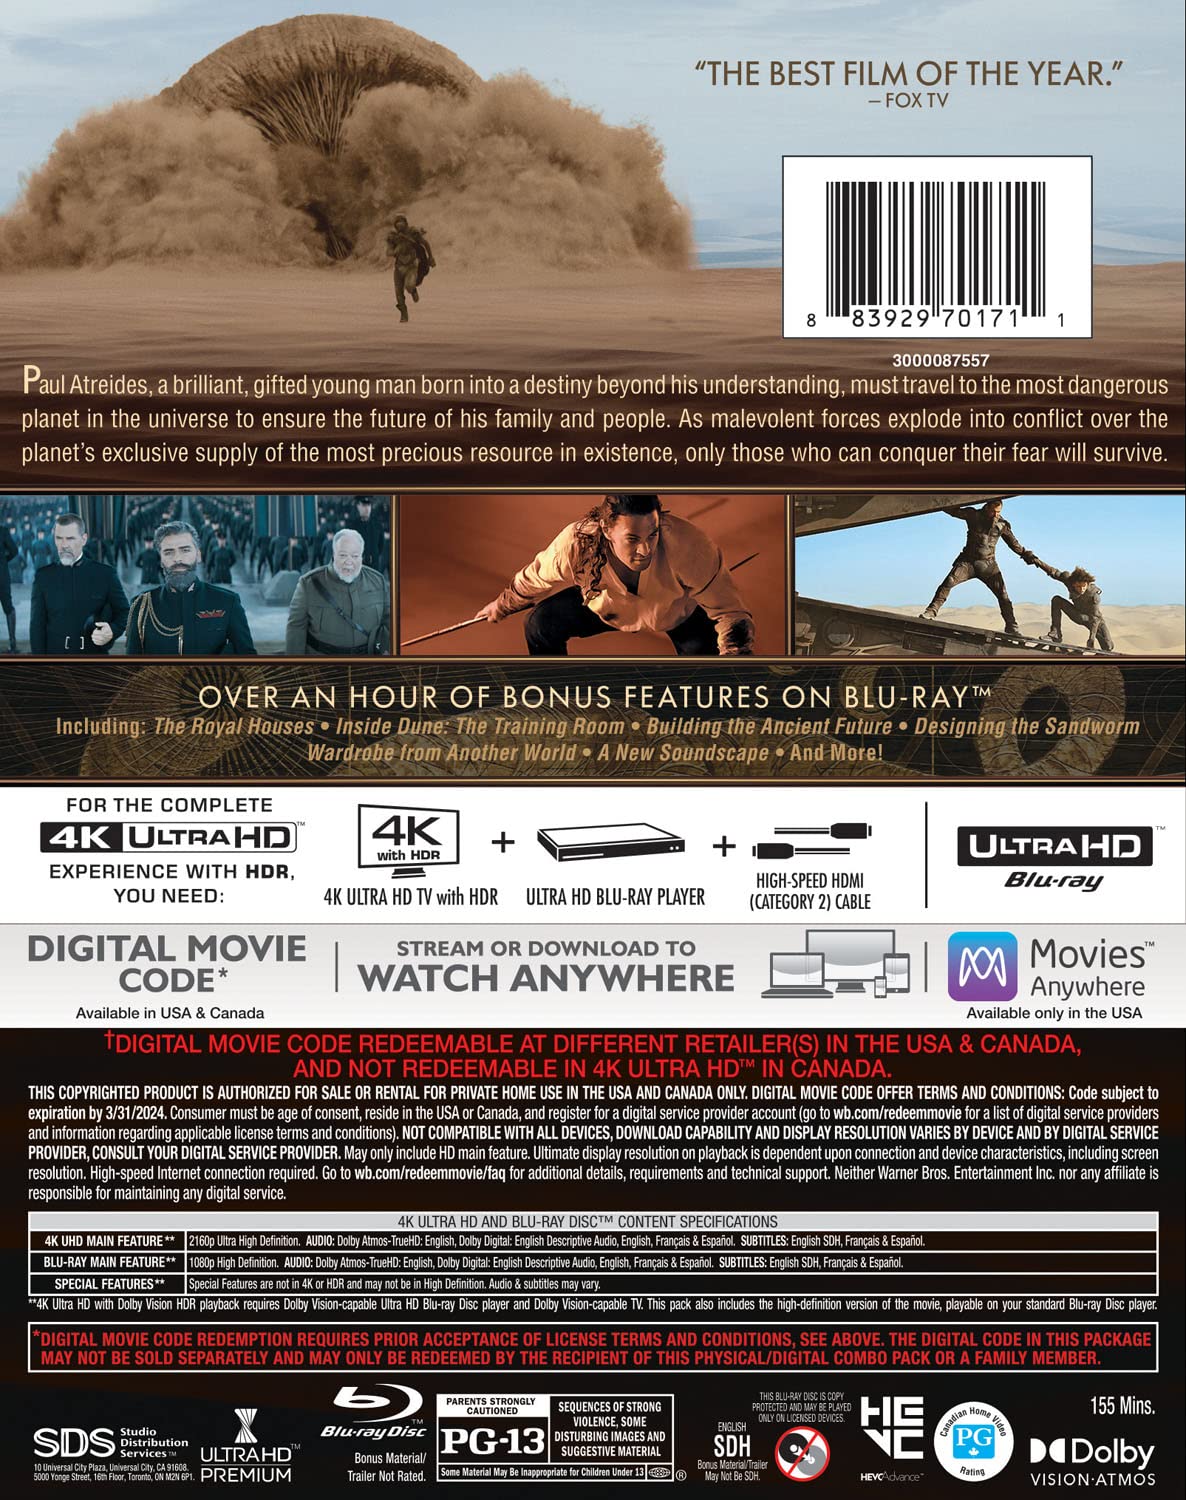 “THE BEST FILM OF THE YEAR.”
– FOX TV
8 83929 70171 1
3000087557
Paul Atreides, a brilliant, gifted young man born into a destiny beyond his understanding, must travel to the most dangerous
planet in the universe to ensure the future of his family and people. As malevolent forces explode into conflict over the
planet’s exclusive supply of the most precious resource in existence, only those who can conquer their fear will survive.
OVER AN HOUR OF BONUS FEATURES ON BLU-RAY™
Including: The Royal Houses • Inside Dune: The Training Room • Building the Ancient Future • Designing the Sandworm
Wardrobe from Another World • A New Soundscape • And More!
FOR THE COMPLETE
4K ULTRA HD™
EXPERIENCE WITH HDR,
YOU NEED:
4K
with HDR
4K ULTRA HD TV with HDR
+
ULTRA HD BLU-RAY PLAYER
+
HIGH-SPEED HDMI
(CATEGORY 2) CABLE
ULTRA HD™
Blu-ray
DIGITAL MOVIE
CODE*
Available in USA & Canada
STREAM OR DOWNLOAD TO
WATCH ANYWHERE
Movies™
Anywhere
Available only in the USA
†DIGITAL MOVIE CODE REDEEMABLE AT DIFFERENT RETAILER(S) IN THE USA & CANADA,
AND NOT REDEEMABLE IN 4K ULTRA HD™ IN CANADA.
THIS COPYRIGHTED PRODUCT IS AUTHORIZED FOR SALE OR RENTAL FOR PRIVATE HOME USE IN THE USA AND CANADA ONLY. DIGITAL MOVIE CODE OFFER TERMS AND CONDITIONS: Code subject to
expiration by 3/31/2024. Consumer must be age of consent, reside in the USA or Canada, and register for a digital service provider account (go to wb.com/redeemmovie for a list of digital service providers
and information regarding applicable license terms and conditions). NOT COMPATIBLE WITH ALL DEVICES, DOWNLOAD CAPABILITY AND DISPLAY RESOLUTION VARIES BY DEVICE AND BY DIGITAL SERVICE
PROVIDER, CONSULT YOUR DIGITAL SERVICE PROVIDER. May only include HD main feature. Ultimate display resolution on playback is dependent upon connection and device characteristics, including screen
resolution. High-speed Internet connection required. Go to wb.com/redeemmovie/faq for additional details, requirements and technical support. Neither Warner Bros. Entertainment Inc. nor any affiliate is
responsible for maintaining any digital service.
4K ULTRA HD AND BLU-RAY DISC™ CONTENT SPECIFICATIONS
4K UHD MAIN FEATURE** 2160p Ultra High Definition. AUDIO: Dolby Atmos-TrueHD: English, Dolby Digital: English Descriptive Audio, English, Français & Español. SUBTITLES: English SDH, Français & Español.
BLU-RAY MAIN FEATURE** 1080p High Definition. AUDIO: Dolby Atmos-TrueHD: English, Dolby Digital: English Descriptive Audio, English, Français & Español. SUBTITLES: English SDH, Français & Español.
SPECIAL FEATURES** Special Features are not in 4K or HDR and may not be in High Definition. Audio & subtitles may vary.
**4K Ultra HD with Dolby Vision HDR playback requires Dolby Vision-capable Ultra HD Blu-ray Disc player and Dolby Vision-capable TV. This pack also includes the high-definition version of the movie, playable on your standard Blu-ray Disc player.
*DIGITAL MOVIE CODE REDEMPTION REQUIRES PRIOR ACCEPTANCE OF LICENSE TERMS AND CONDITIONS, SEE ABOVE. THE DIGITAL CODE IN THIS PACKAGE
MAY NOT BE SOLD SEPARATELY AND MAY ONLY BE REDEEMED BY THE RECIPIENT OF THIS PHYSICAL/DIGITAL COMBO PACK OR A FAMILY MEMBER.
SDS Studio
Distribution
Services™
10 Universal City Plaza, Universal City, CA 91608.
5000 Yonge Street, 16th Floor, Toronto, ON M2N 6P1.
ULTRA HD™
PREMIUM
Blu-ray Disc™
Bonus Material/
Trailer Not Rated.
PARENTS STRONGLY
CAUTIONED
PG-13
SEQUENCES OF STRONG
VIOLENCE, SOME
DISTURBING IMAGES AND
SUGGESTIVE MATERIAL
Some Material May Be Inappropriate for Children Under 13
®
THIS BLU-RAY DISC IS COPY
PROTECTED AND MAY BE PLAYED
ONLY ON LICENSED DEVICES.
ENGLISH
SDH
Bonus Material/Trailer
May Not Be SDH.
HEVC
HEVC Advance™
Canadian Home Video
PG
Rating
155 Mins.
Dolby
VISION·ATMOS